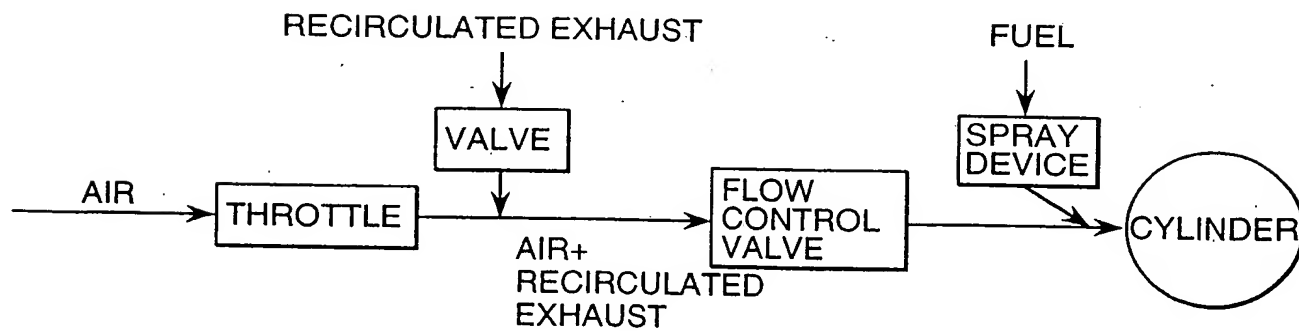 RECIRCULATED EXHAUST
FUEL
VALVE
SPRAY
DEVICE
AIR
THROTTLE
FLOW
CONTROL
VALVE
CYLINDER
AIR+
RECIRCULATED
EXHAUST